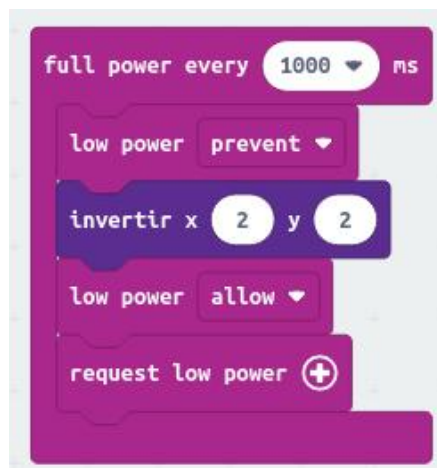 full power every 1000 ms
low power prevent
invertir x 2 y 2
low power allow
request low power